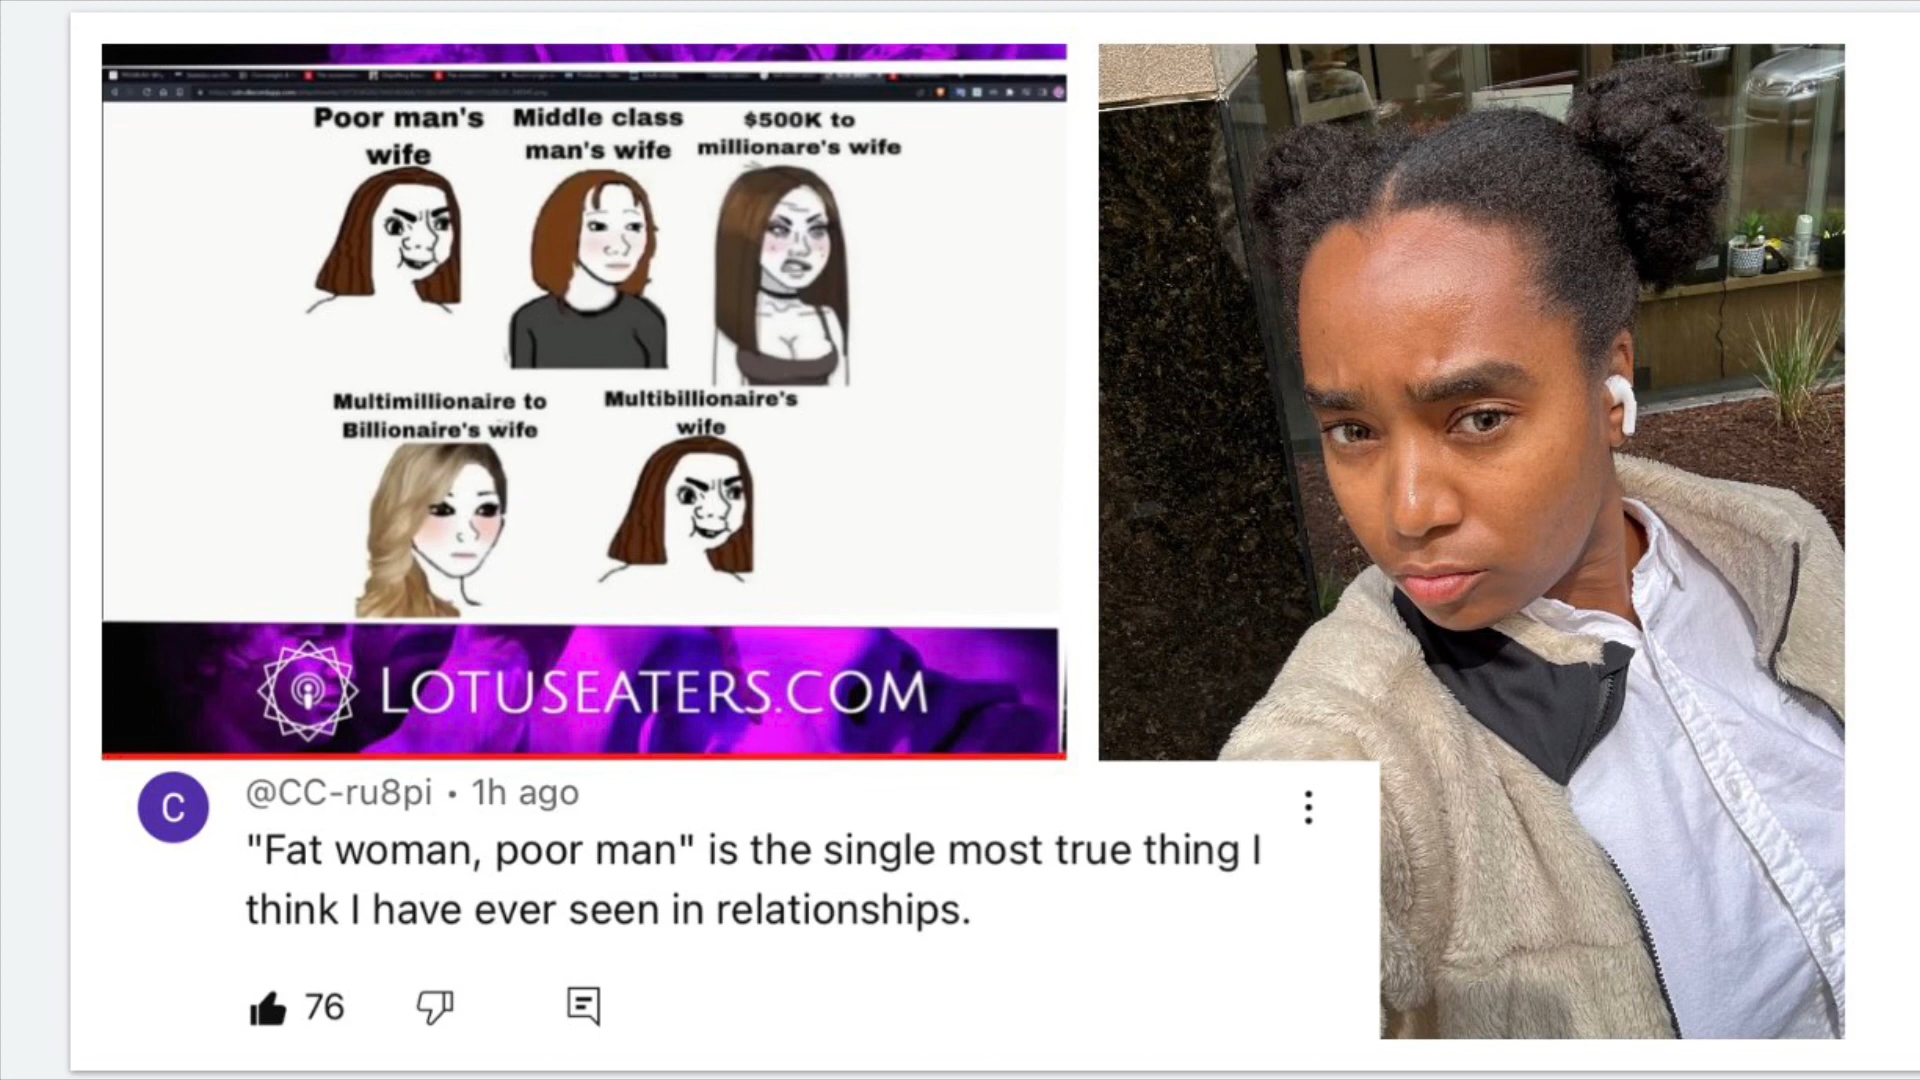 Poor man's
wife
Middle class
man's wife
$500K to
millionare's wife
Multimillionaire to
Billionaire's wife
Multibillionaire's
wife
LOTUSEATERS.COM
C
@CC-ru8pi • 1h ago
"Fat woman, poor man" is the single most true thing I
think I have ever seen in relationships.
76